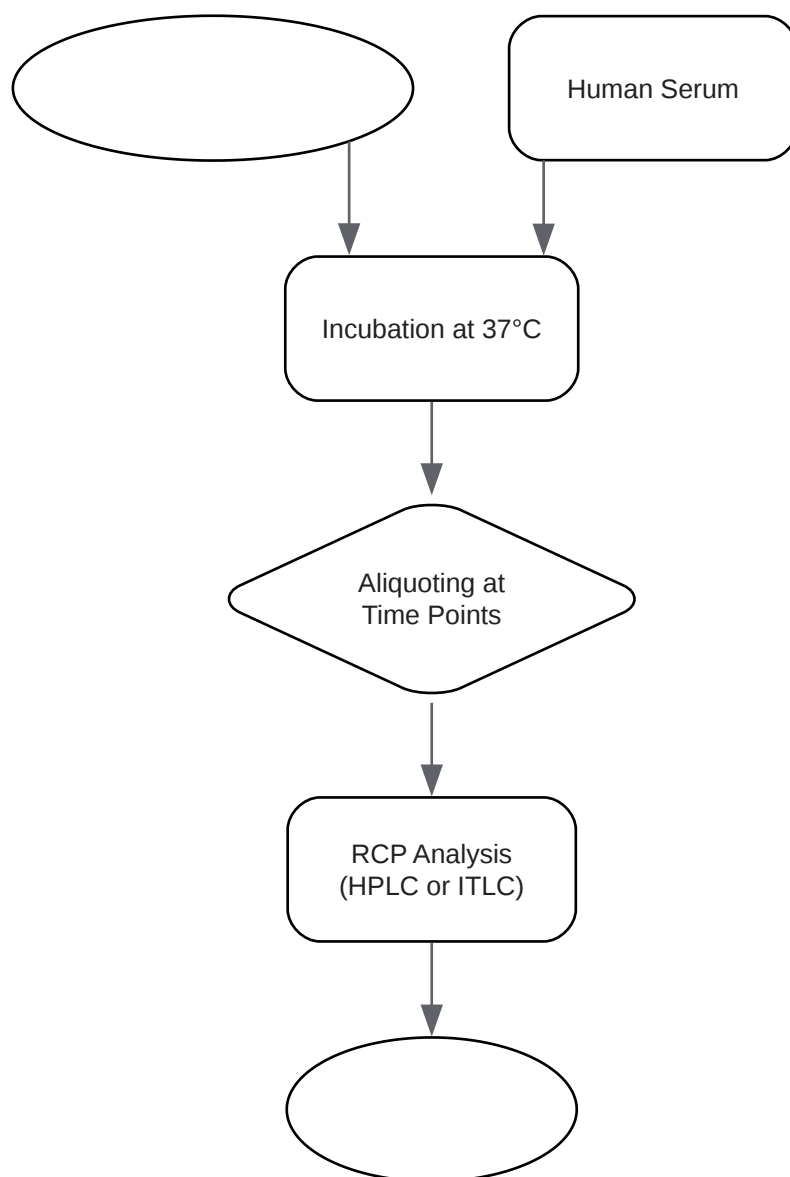 Human Serum
Incubation at 37°C
Aliquoting at
Time Points
RCP Analysis
(HPLC or ITLC)